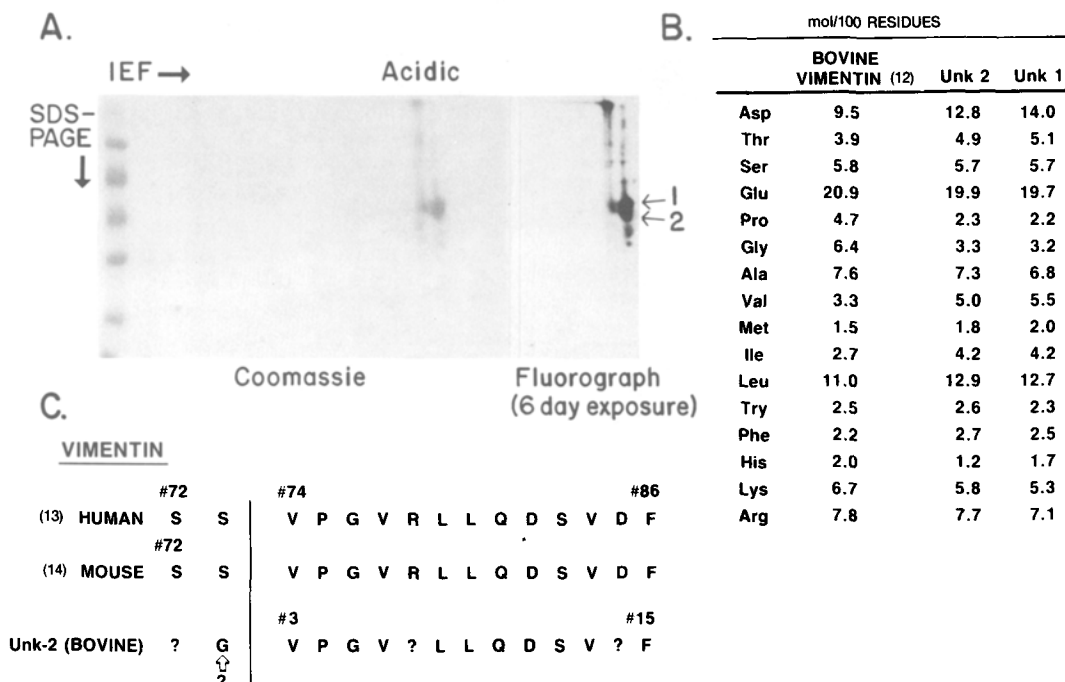 A.
IEF → Acidic
SDS-
PAGE
↓
1
2
Coomassie
Fluorograph
(6 day exposure)
B.
mol/100 RESIDUES
BOVINE
VIMENTIN (12) Unk 2 Unk 1
Asp 9.5 12.8 14.0
Thr 3.9 4.9 5.1
Ser 5.8 5.7 5.7
Glu 20.9 19.9 19.7
Pro 4.7 2.3 2.2
Gly 6.4 3.3 3.2
Ala 7.6 7.3 6.8
Val 3.3 5.0 5.5
Met 1.5 1.8 2.0
Ile 2.7 4.2 4.2
Leu 11.0 12.9 12.7
Try 2.5 2.6 2.3
Phe 2.2 2.7 2.5
His 2.0 1.2 1.7
Lys 6.7 5.8 5.3
Arg 7.8 7.7 7.1
C.
VIMENTIN
#72 #74 #86
(13) HUMAN S S V P G V R L L Q D S V D F
#72
(14) MOUSE S S V P G V R L L Q D S V D F
#3 #15
Unk-2 (BOVINE) ? G V P G V ? L L Q D S V ? F